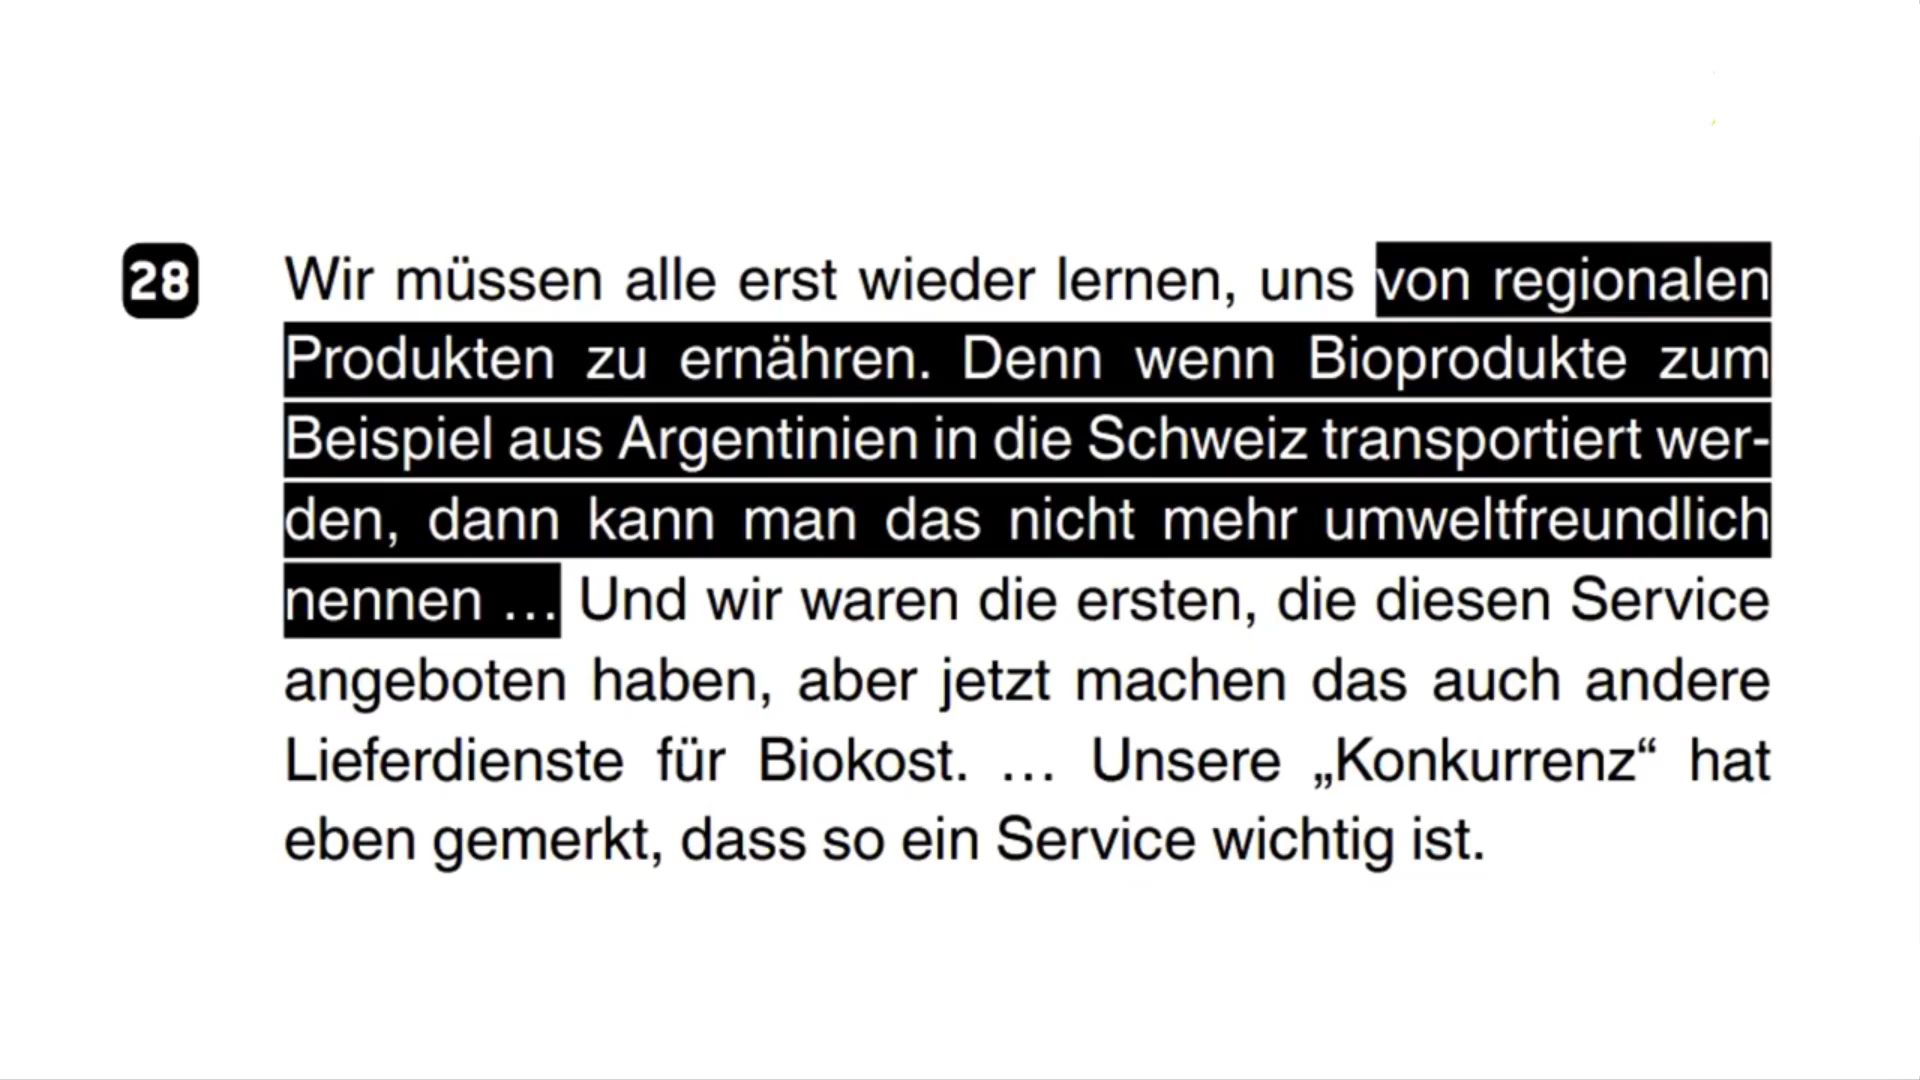 28 Wir müssen alle erst wieder lernen, uns von regionalen
Produkten zu ernähren. Denn wenn Bioprodukte zum
Beispiel aus Argentinien in die Schweiz transportiert wer-
den, dann kann man das nicht mehr umweltfreundlich
nennen … Und wir waren die ersten, die diesen Service
angeboten haben, aber jetzt machen das auch andere
Lieferdienste für Biokost. … Unsere „Konkurrenz“ hat
eben gemerkt, dass so ein Service wichtig ist.